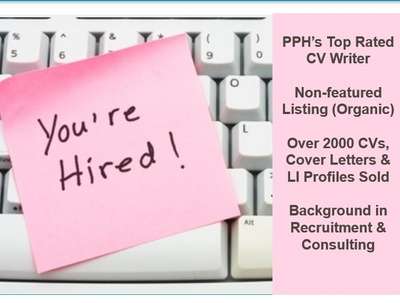 You're
Hired!
PPH's Top Rated
CV Writer
Non-featured
Listing (Organic)
Over 2000 CVs,
Cover Letters &
LI Profiles Sold
Background in
Recruitment &
Consulting